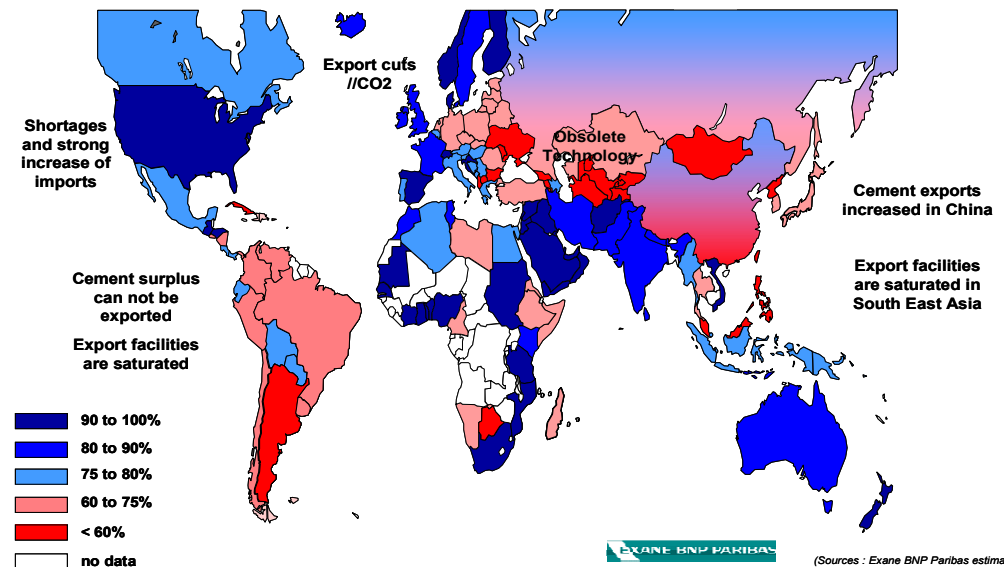 Export cuts
//CO2
Shortages
and strong
increase of
imports
Obsolete
Technology
Cement exports
increased in China
Cement surplus
can not be
exported
Export facilities
are saturated in
South East Asia
Export facilities
are saturated
90 to 100%
80 to 90%
75 to 80%
60 to 75%
< 60%
no data
EXANE BNP PARIBAS
(Sources : Exane BNP Paribas estima